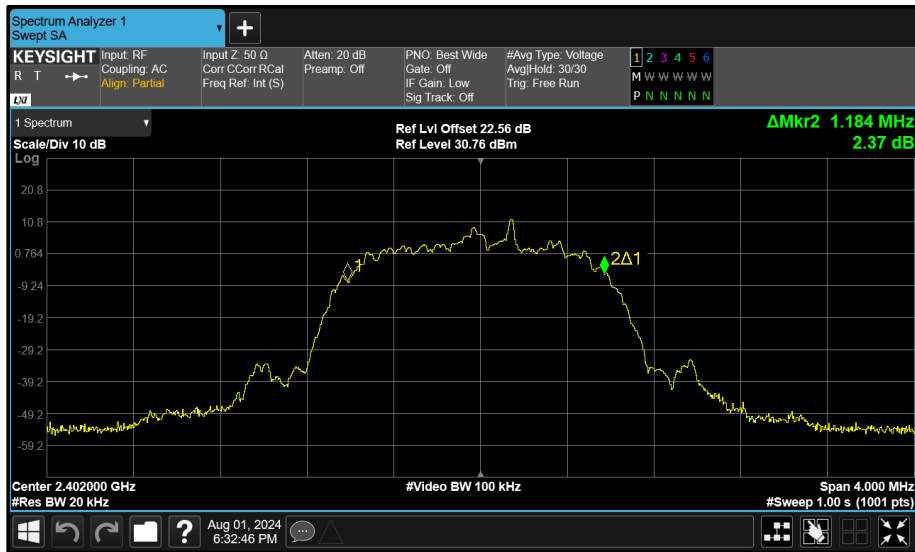 Spectrum Analyzer 1
Swept SA
+
KEYSIGHT Input: RF Input Z: 50 Ω Atten: 20 dB PNO: Best Wide #Avg Type: Voltage 1 2 3 4 5 6
R T Coupling: AC Corr CCorr RCal Preamp: Off Gate: Off Avg|Hold: 30/30 M W W W W W
Align: Partial Freq Ref: Int (S) IF Gain: Low Trig: Free Run
LXI Sig Track: Off P N N N N N
1 Spectrum Ref Lvl Offset 22.56 dB ΔMkr2 1.184 MHz
Scale/Div 10 dB Ref Level 30.76 dBm 2.37 dB
Log
20.8
10.8
0.764
1 2Δ1
-9.24
-19.2
-29.2
-39.2
-49.2
-59.2
Center 2.402000 GHz #Video BW 100 kHz Span 4.000 MHz
#Res BW 20 kHz #Sweep 1.00 s (1001 pts)
? Aug 01, 2024
6:32:46 PM